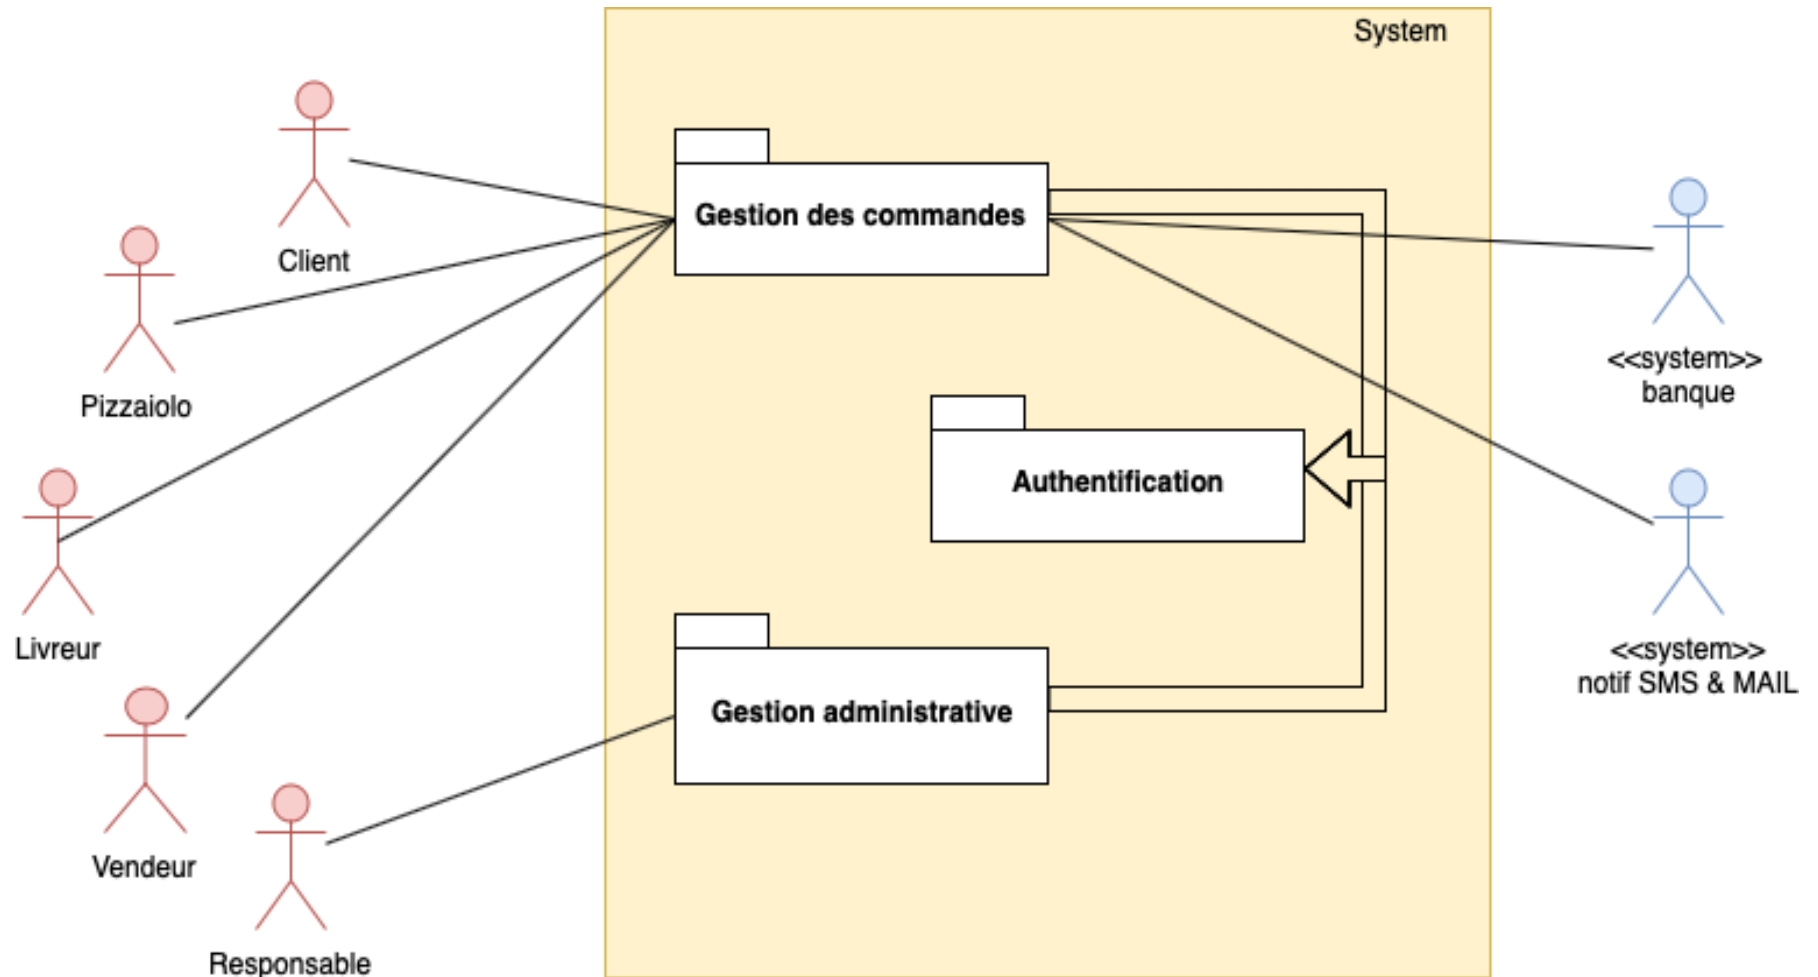 System
Client
Gestion des commandes
Pizzaiolo
<<system>>
banque
Authentification
Livreur
<<system>>
notif SMS & MAIL
Gestion administrative
Vendeur
Responsable